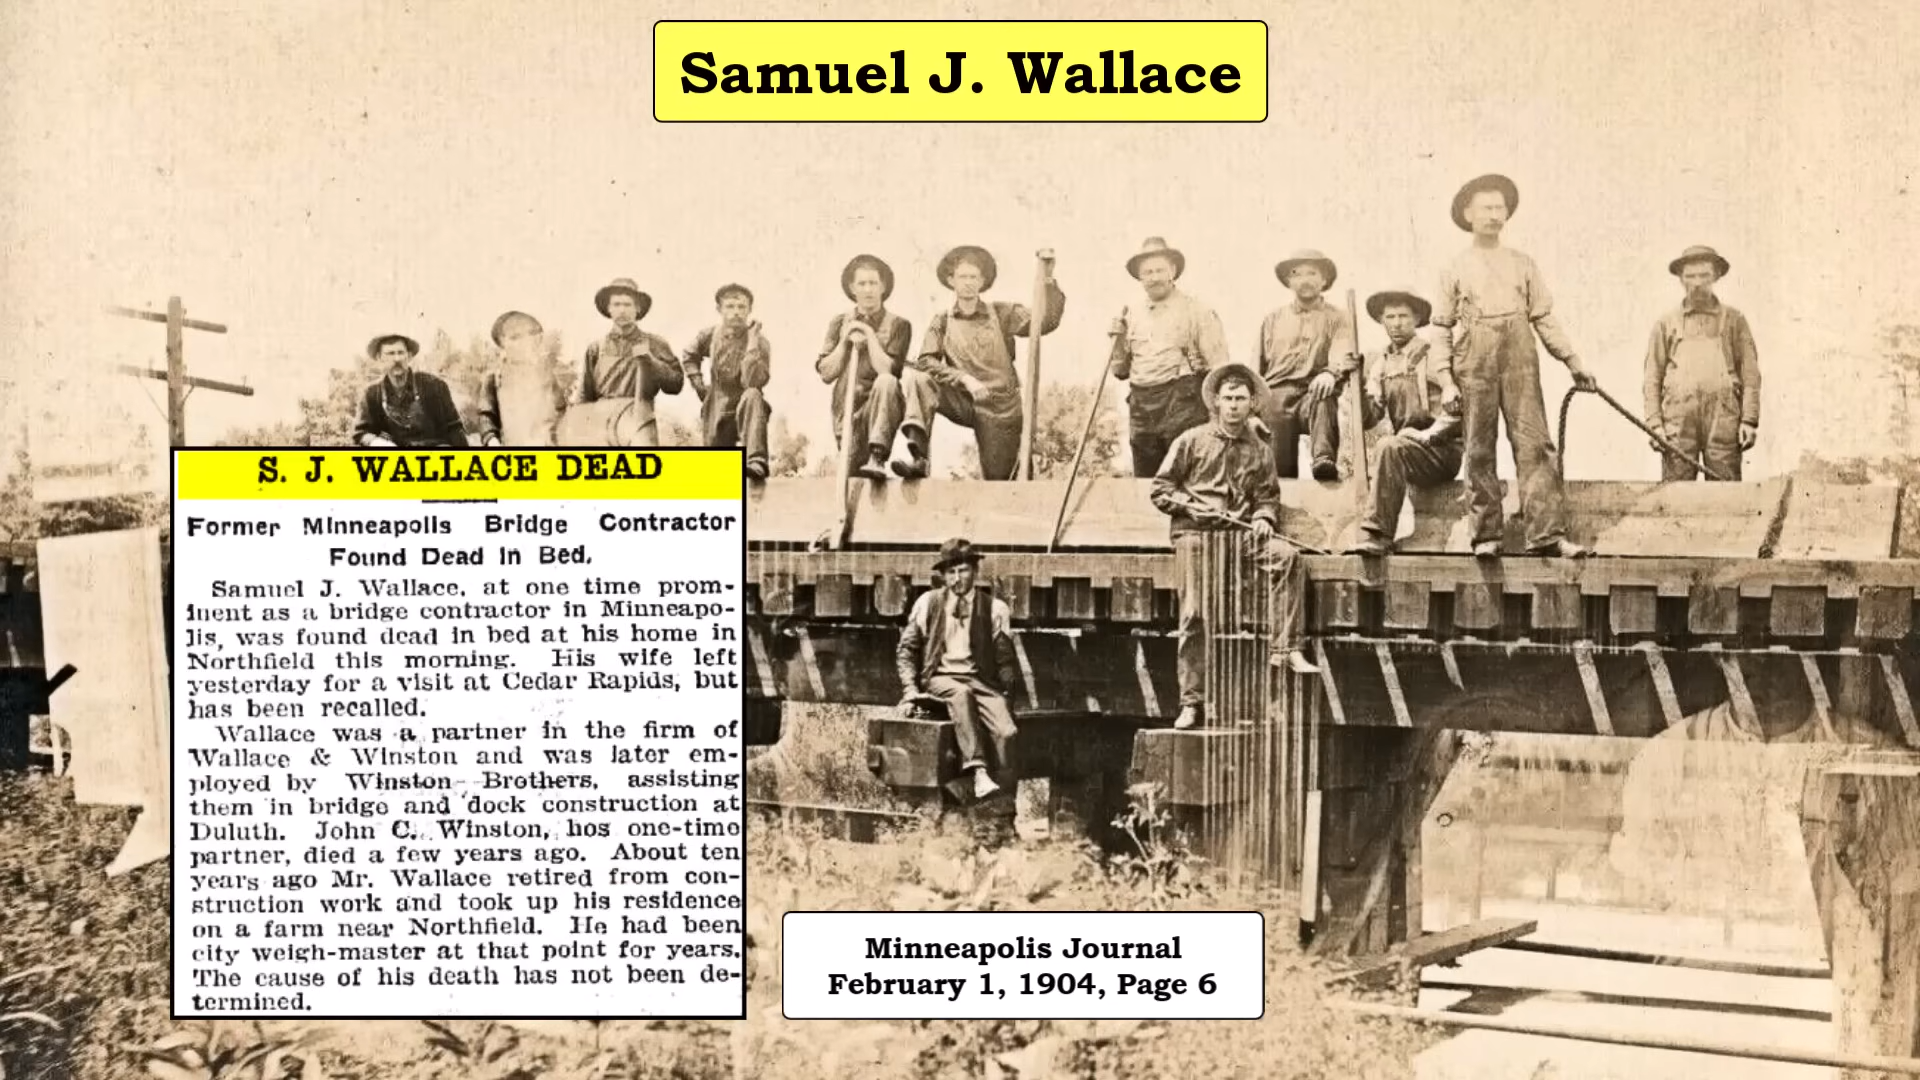 Samuel J. Wallace
S. J. WALLACE DEAD
Former Minneapolis Bridge Contractor
Found Dead in Bed.
Samuel J. Wallace, at one time prom-
inent as a bridge contractor in Minneapo-
lis, was found dead in bed at his home in
Northfield this morning. His wife left
yesterday for a visit at Cedar Rapids, but
has been recalled.
Wallace was a partner in the firm of
Wallace & Winston and was later em-
ployed by Winston Brothers, assisting
them in bridge and dock construction at
Duluth. John C. Winston, hos one-time
partner, died a few years ago. About ten
years ago Mr. Wallace retired from con-
struction work and took up his residence
on a farm near Northfield. He had been
city weigh-master at that point for years.
The cause of his death has not been de-
termined.
Minneapolis Journal
February 1, 1904, Page 6